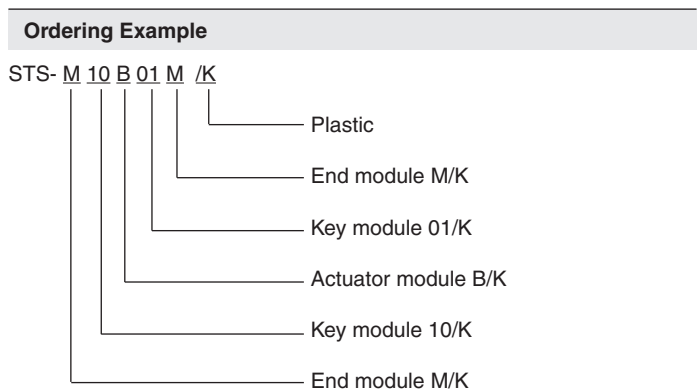 Ordering Example
STS- M 10 B 01 M /K
Plastic
End module M/K
Key module 01/K
Actuator module B/K
Key module 10/K
End module M/K